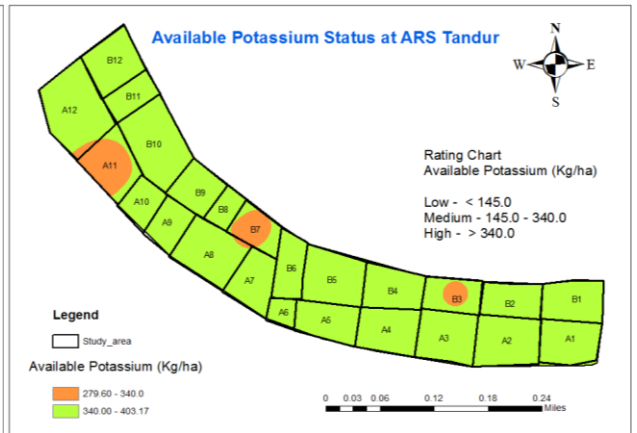 Available Potassium Status at ARS Tandur
N
W E
S
B12
A12
B11
B10
A11
B9
A10
B8
A9
B7
A8
B6
A7
B5
B4
B3
B2
B1
A6
A5
A4
A3
A2
A1
Rating Chart
Available Potassium (Kg/ha)
Low - < 145.0
Medium - 145.0 - 340.0
High - > 340.0
Legend
Study_area
Available Potassium (Kg/ha)
279.60 - 340.0
340.00 - 403.17
0 0.03 0.06 0.12 0.18 0.24
Miles